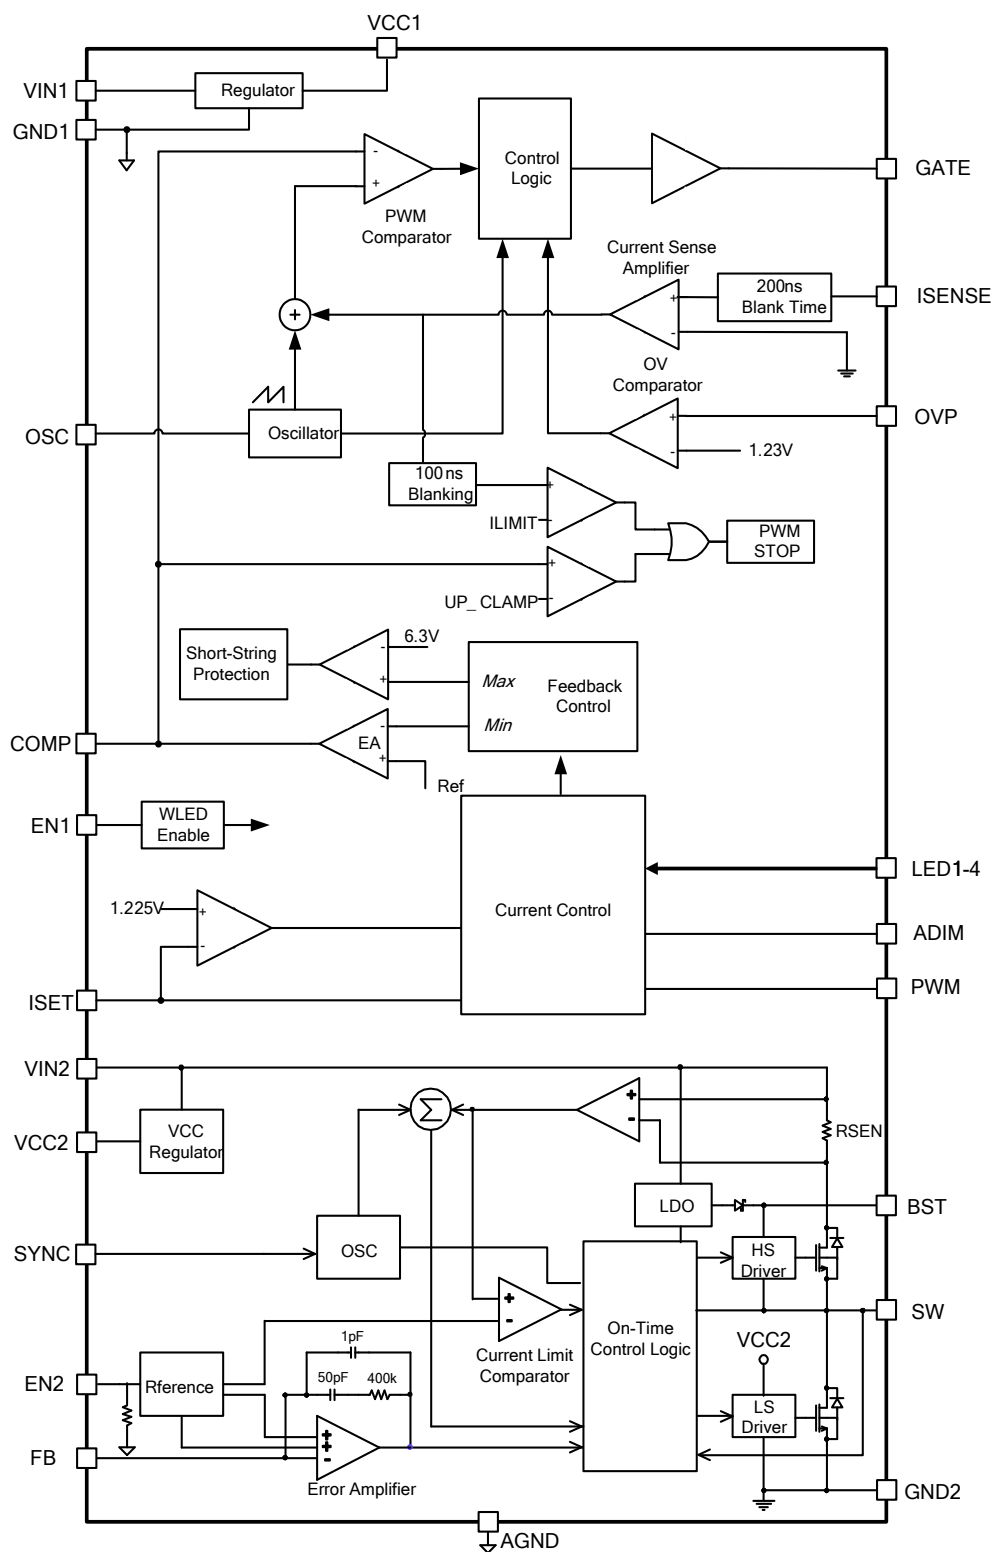 VCC1
VIN1
Regulator
GND1
-
+
PWM
Comparator
Control
Logic
GATE
Current Sense
Amplifier
+
-
200ns
Blank Time
ISENSE
+
OV
Comparator
+
-
1.23V
OVP
OSC
Oscillator
100ns
Blanking
+
-
ILIMIT
+
-
UP_ CLAMP
PWM
STOP
Short-String
Protection
6.3V
-
+
Max
Min
Feedback
Control
COMP
EA
-
+
Ref
EN1
WLED
Enable
LED1-4
1.225V
+
-
Current Control
ADIM
PWM
ISET
VIN2
Σ
+
-
RSEN
VCC2
VCC
Regulator
LDO
BST
SYNC
OSC
HS
Driver
+
-
Current Limit
Comparator
On-Time
Control Logic
SW
VCC2
1pF
50pF
400k
EN2
Rference
LS
Driver
FB
+
+
-
Error Amplifier
GND2
AGND